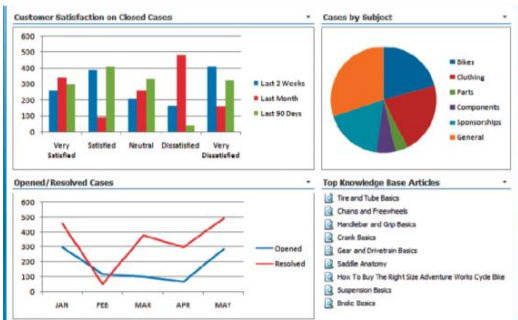 Customer Satisfaction on Closed Cases
600
500
400
300
200
100
0
Very Satisfied
Satisfied
Neutral
Dissatisfied
Very Dissatisfied
Last 2 Weeks
Last Month
Last 90 Days
Cases by Subject
Bikes
Clothing
Parts
Components
Sponsorships
General
Opened/Resolved Cases
600
500
400
300
200
100
0
JAN
FEB
MAR
APR
MAY
Opened
Resolved
Top Knowledge Base Articles
Tire and Tube Basics
Chains and Freewheels
Handlebar and Grip Basics
Crank Basics
Gear and Drivetrain Basics
Saddle Anatomy
How To Buy The Right Size Adventure Works Cycle Bike
Suspension Basics
Brake Basics